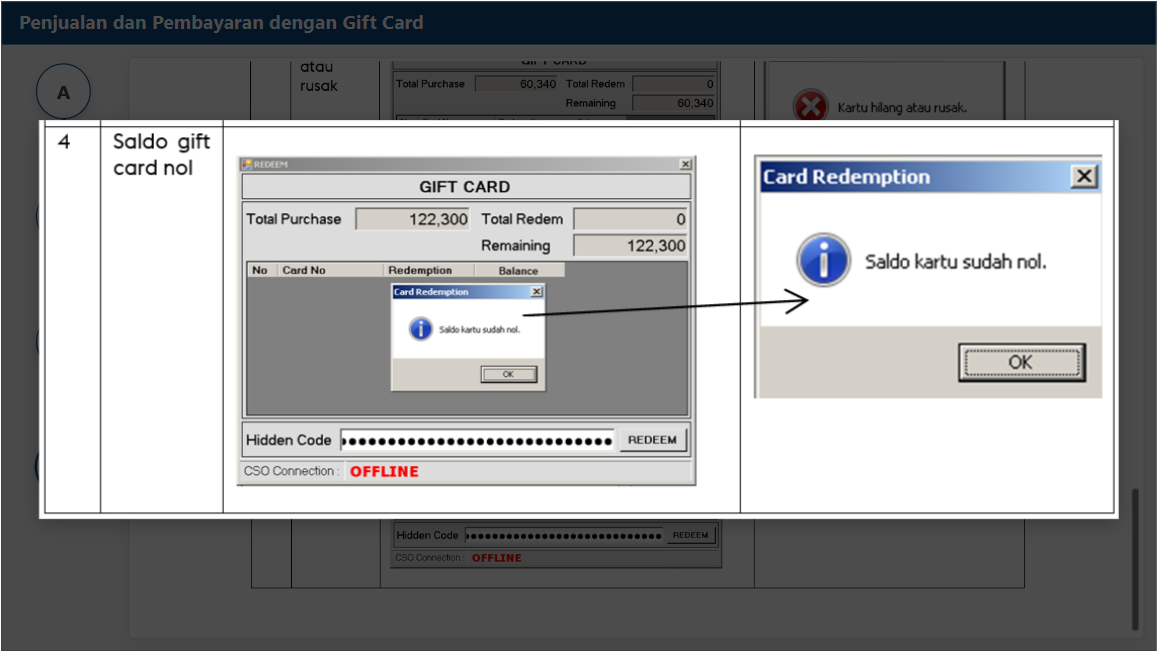 Penjualan dan Pembayaran dengan Gift Card
A
atau
rusak
Total Purchase 60,340 Total Redem 0
Remaining 60,340
Kartu hilang atau rusak.
4 Saldo gift
card nol
REDEEM
GIFT CARD
Total Purchase 122,300 Total Redem 0
Remaining 122,300
No Card No Redemption Balance
Card Redemption
Saldo kartu sudah nol.
OK
Hidden Code REDEEM
CSO Connection : OFFLINE
Card Redemption
Saldo kartu sudah nol.
OK
Hidden Code REDEEM
CSO Connection : OFFLINE